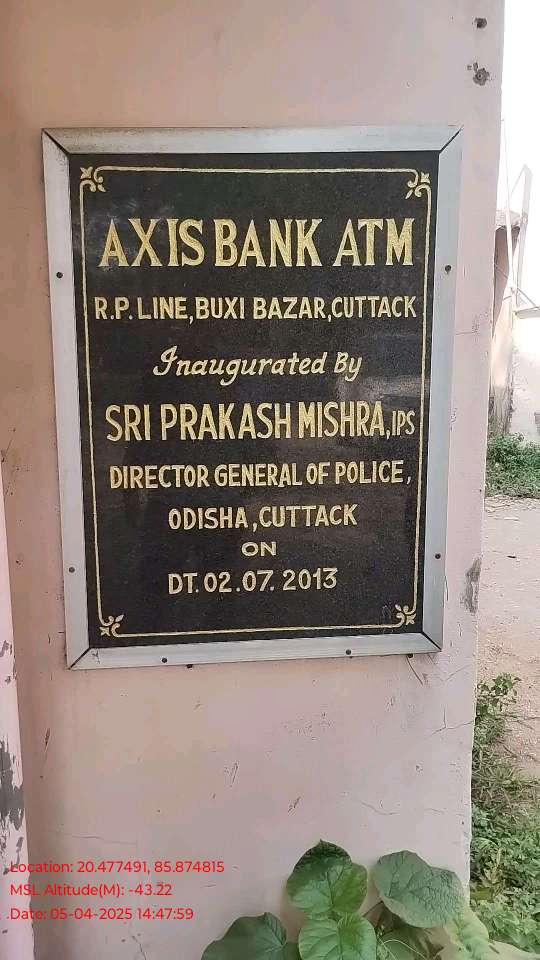 AXIS BANK ATM
R.P. LINE, BUXI BAZAR, CUTTACK
Inaugurated By
SRI PRAKASH MISHRA, IPS
DIRECTOR GENERAL OF POLICE,
ODISHA, CUTTACK
ON
DT. 02.07. 2013
Location: 20.477491, 85.874815
MSL Altitude(M): -43.22
Date: 05-04-2025 14:47:59